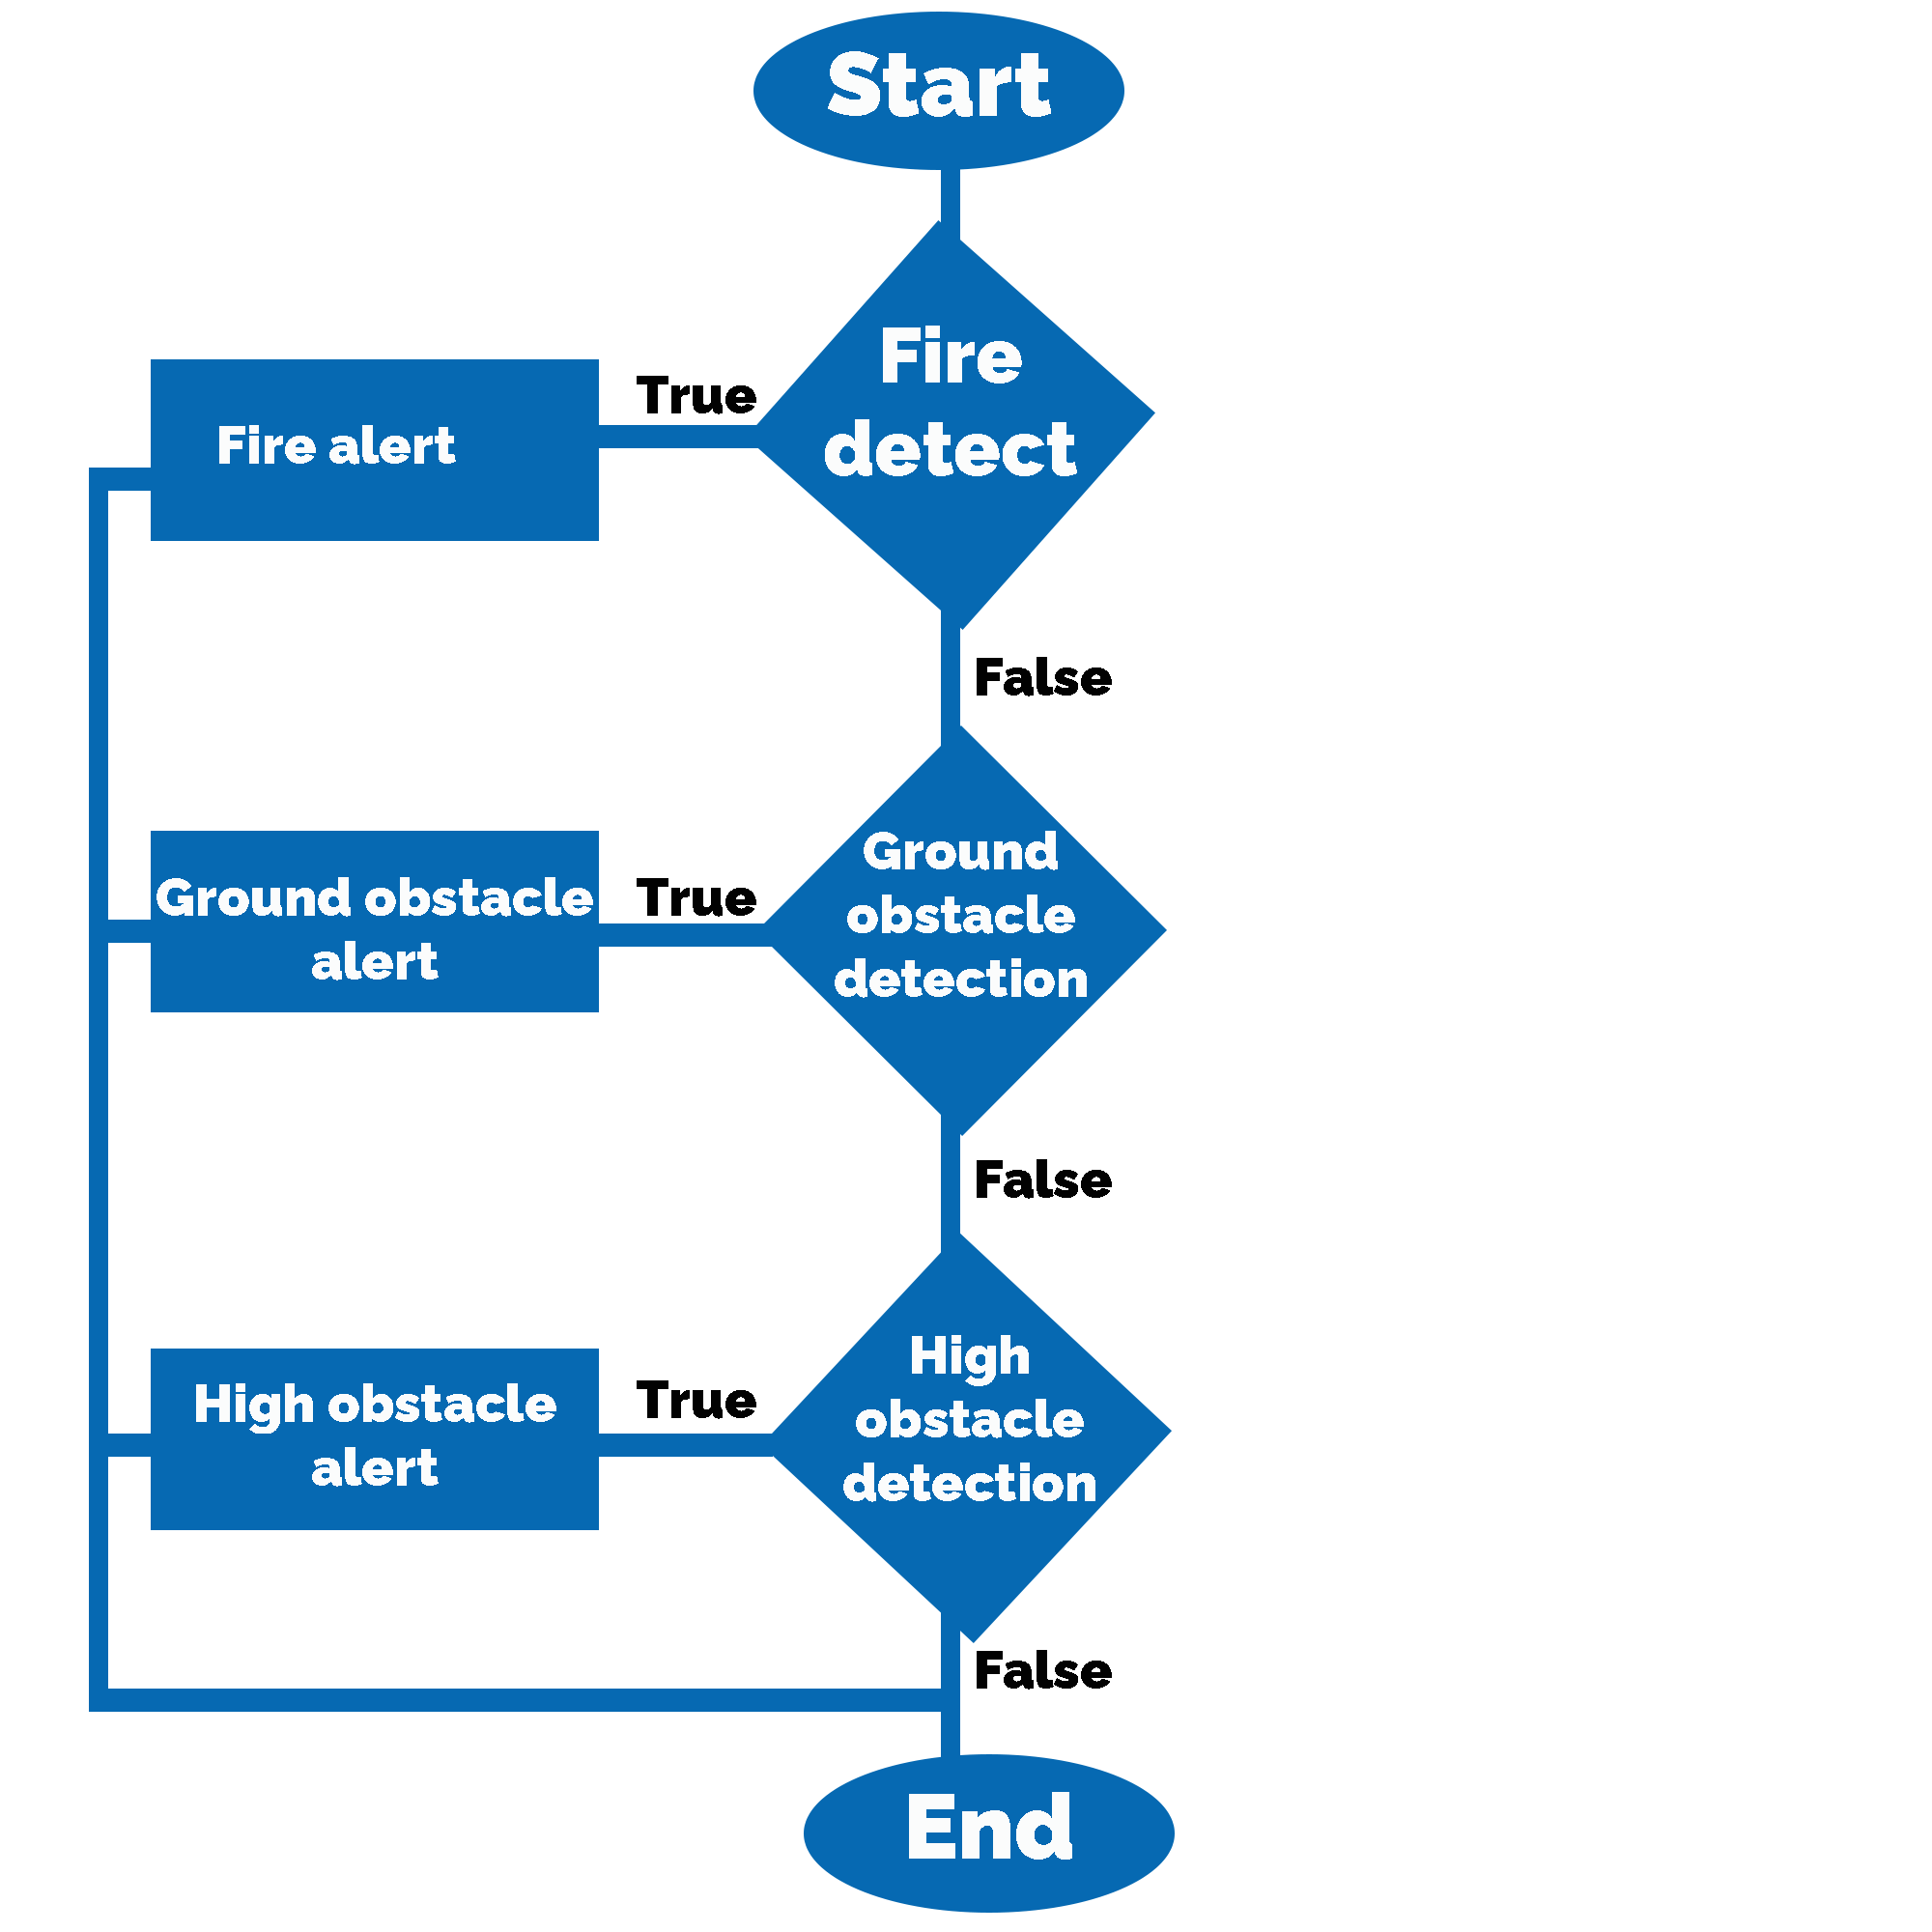 Start
Fire
detect
True
Fire alert
False
Ground
obstacle
detection
True
Ground obstacle
alert
False
High
obstacle
detection
True
High obstacle
alert
False
End